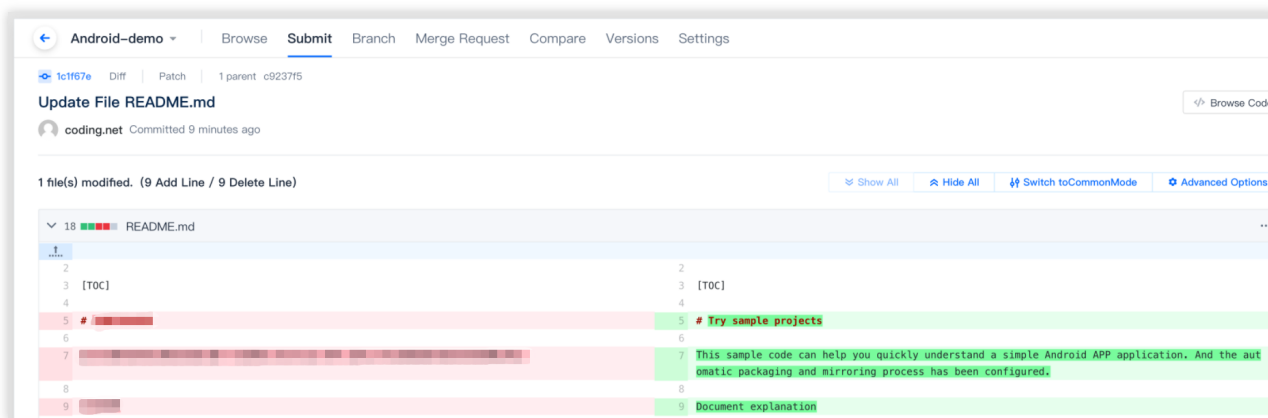 Android-demo Browse Submit Branch Merge Request Compare Versions Settings
1c1f67e Diff Patch 1 parent c9237f5
Update File README.md
</> Browse Code
coding.net Committed 9 minutes ago
1 file(s) modified. (9 Add Line / 9 Delete Line)
Show All Hide All Switch toCommonMode Advanced Options
18 README.md ..
2 2
3 [TOC] 3 [TOC]
4 4
5 # 5 # Try sample projects
6 6
7 7 This sample code can help you quickly understand a simple Android APP application. And the aut
omatic packaging and mirroring process has been configured.
8 8
9 9 Document explanation